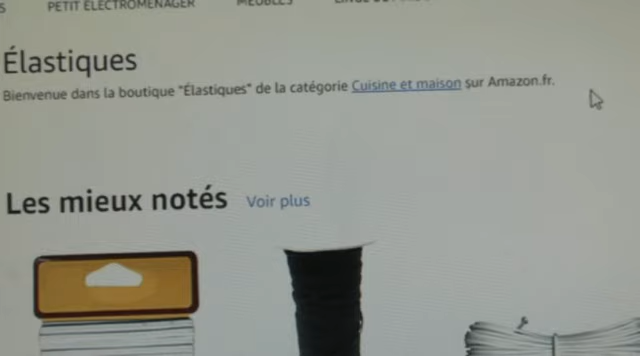 PETIT ÉLECTROMÉNAGER MEUBLES
Élastiques
Bienvenue dans la boutique "Élastiques" de la catégorie Cuisine et maison sur Amazon.fr.
Les mieux notés Voir plus